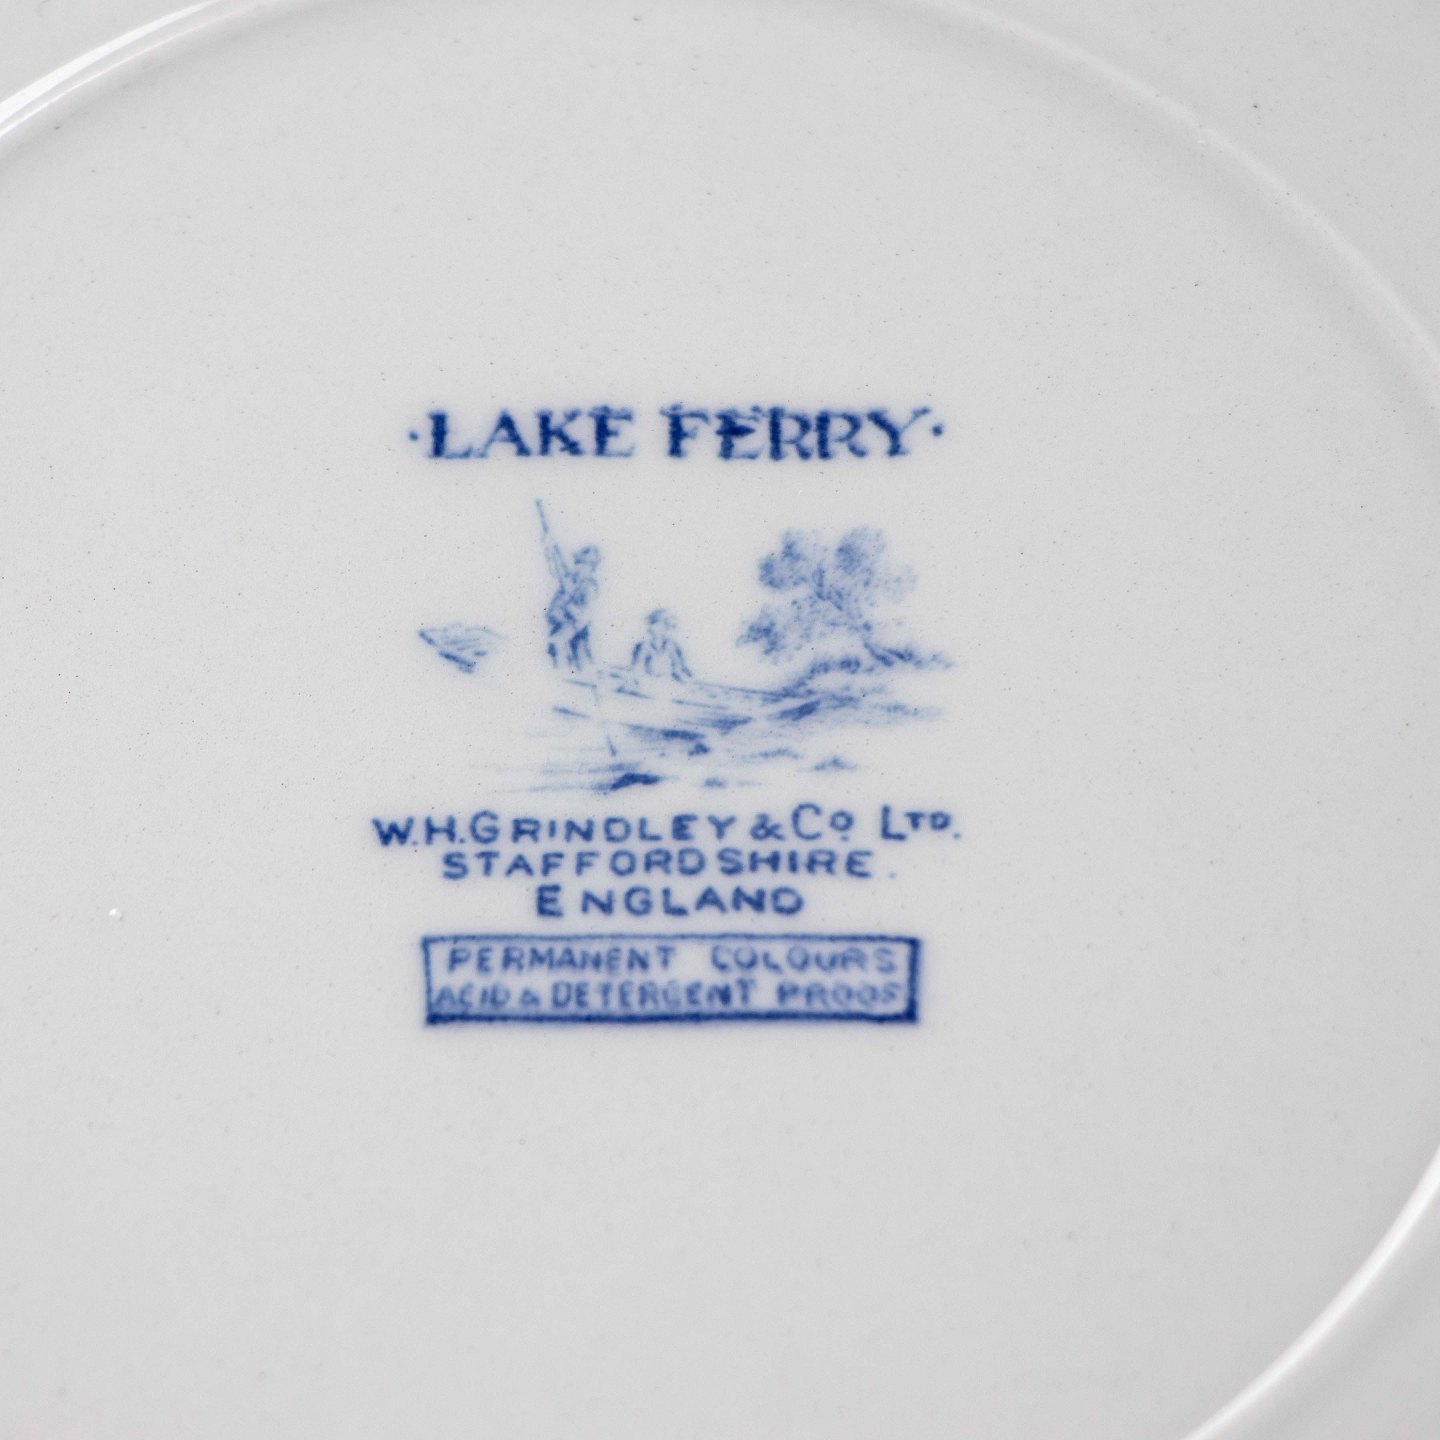 ·LAKE FERRY·
W.H.GRINDLEY & Co LTD.
STAFFORDSHIRE.
ENGLAND
PERMANENT COLOURS
ACID & DETERGENT PROOF